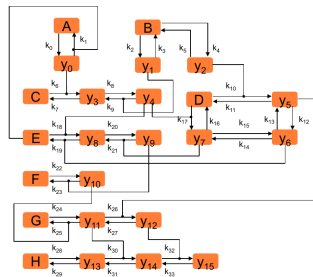 A B
k₀ k₁ k₂ k₃ k₅ k₄
y₀ y₁ y₂
k₆ k₈ k₁₀
C y₃ y₄ D y₅
k₇ k₉ k₁₇ k₁₆ k₁₁
k₁₈ k₂₀ k₁₅ k₁₃ k₁₂
E y₈ y₉ y₇ y₆
k₁₉ k₂₁ k₁₄
k₂₂
F y₁₀
k₂₃
k₂₄ k₂₆
G y₁₁ y₁₂
k₂₅ k₂₇
k₂₈ k₃₀ k₃₂
H y₁₃ y₁₄ y₁₅
k₂₉ k₃₁ k₃₃